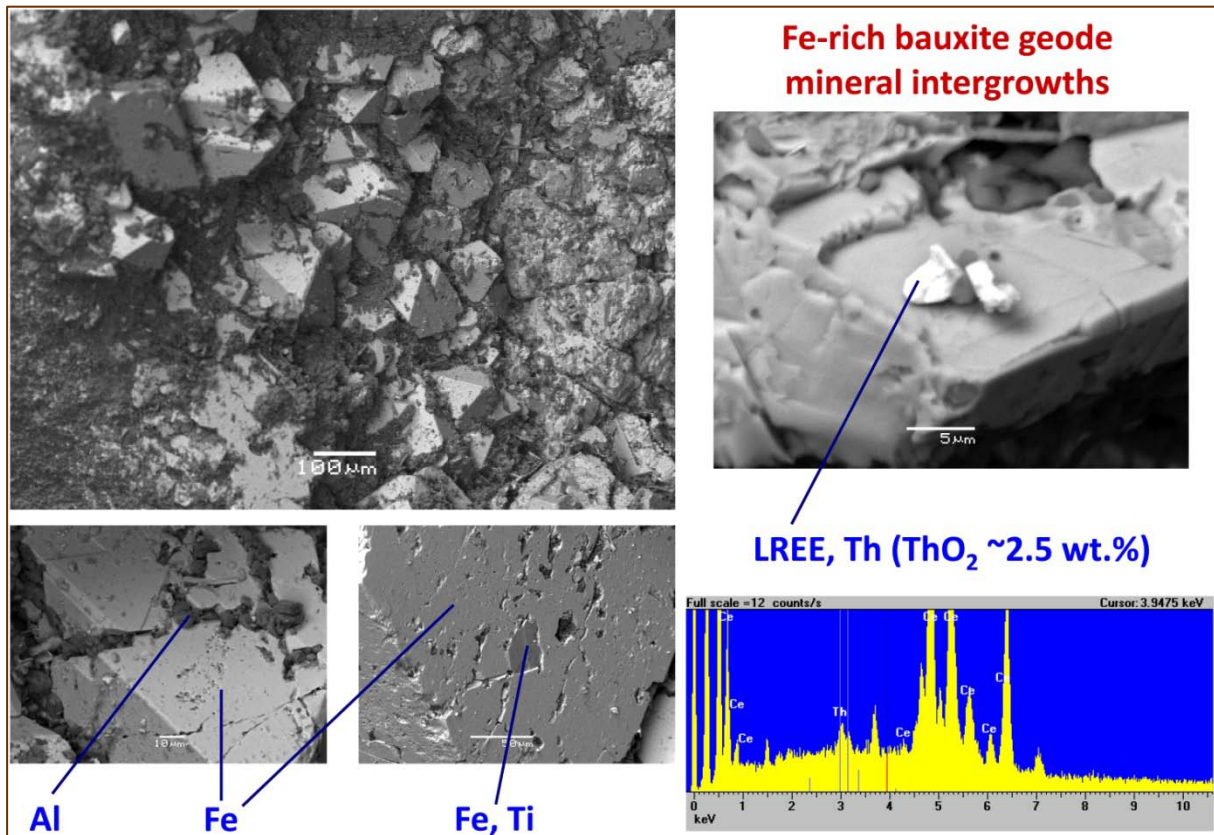 Fe-rich bauxite geode
mineral intergrowths
100μm
5μm
LREE, Th (ThO₂ ~2.5 wt.%)
10μm
50μm
Al
Fe
Fe, Ti
Full scale =12 counts/s
Cursor: 3.9475 keV
Ce
Ce
Ce
Th
Ce
Ce
Ce
Ce
Ce
0 1 2 3 4 5 6 7 8 9 10
keV